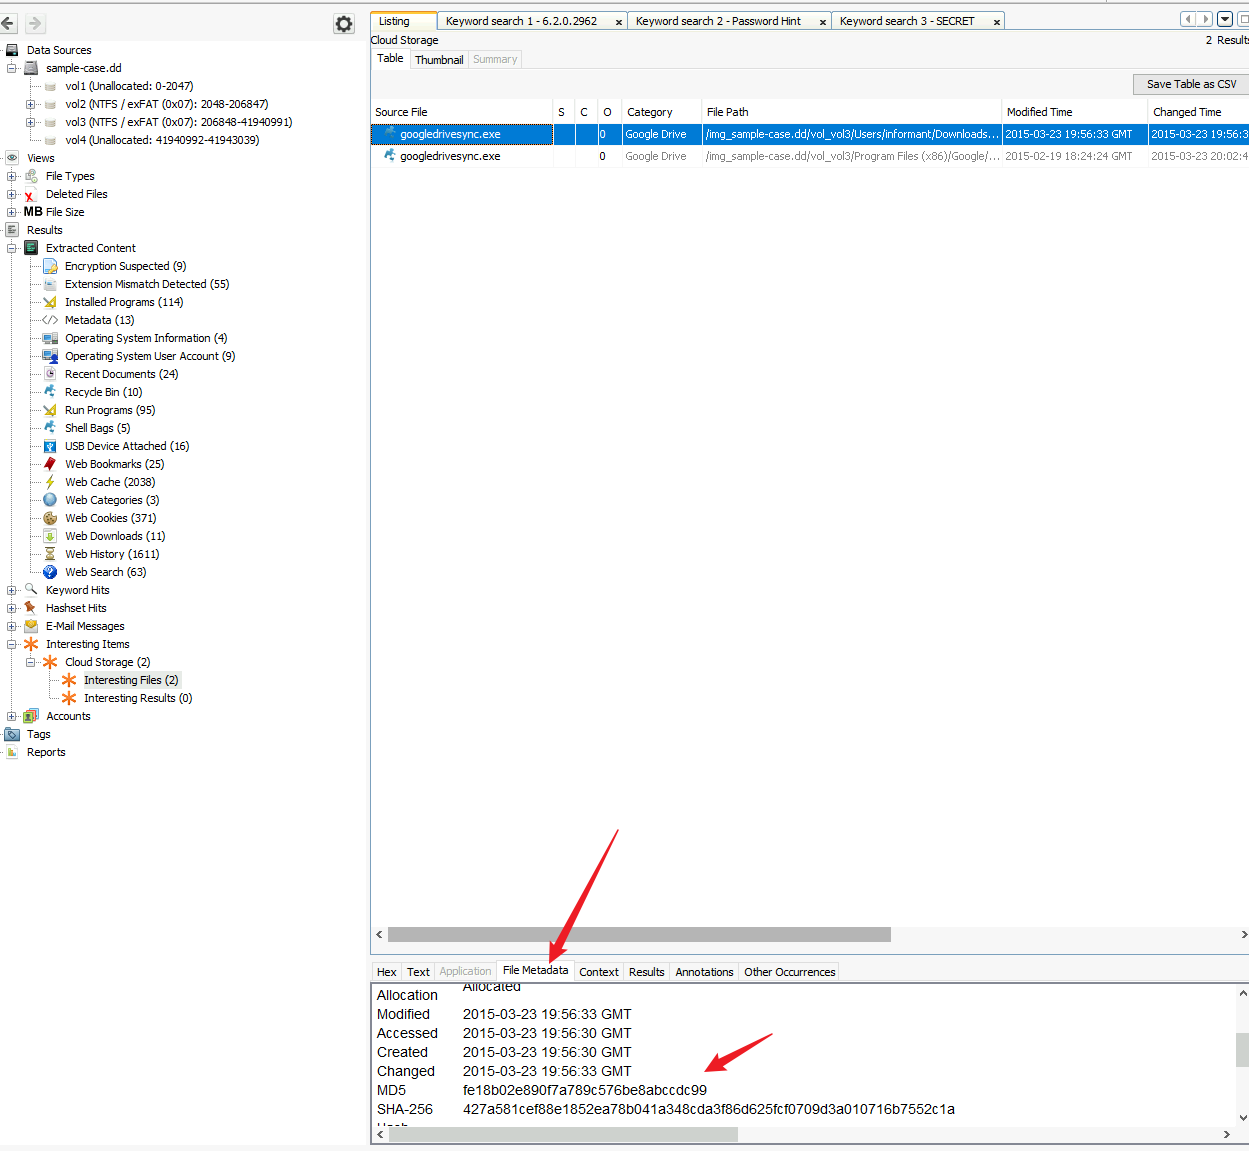 Listing
Keyword search 1 - 6.2.0.2962 ×
Keyword search 2 - Password Hint ×
Keyword search 3 - SECRET ×
Cloud Storage
2 Results
Table Thumbnail Summary
Save Table as CSV
Source File S C O Category File Path Modified Time Changed Time
googledrivesync.exe 0 Google Drive /img_sample-case.dd/vol_vol3/Users/informant/Downloads... 2015-03-23 19:56:33 GMT 2015-03-23 19:56:3
googledrivesync.exe 0 Google Drive /img_sample-case.dd/vol_vol3/Program Files (x86)/Google/... 2015-02-19 18:24:24 GMT 2015-03-23 20:02:4
Data Sources
sample-case.dd
vol1 (Unallocated: 0-2047)
vol2 (NTFS / exFAT (0x07): 2048-206847)
vol3 (NTFS / exFAT (0x07): 206848-41940991)
vol4 (Unallocated: 41940992-41943039)
Views
File Types
Deleted Files
MB File Size
Results
Extracted Content
Encryption Suspected (9)
Extension Mismatch Detected (55)
Installed Programs (114)
Metadata (13)
Operating System Information (4)
Operating System User Account (9)
Recent Documents (24)
Recycle Bin (10)
Run Programs (95)
Shell Bags (5)
USB Device Attached (16)
Web Bookmarks (25)
Web Cache (2038)
Web Categories (3)
Web Cookies (371)
Web Downloads (11)
Web History (1611)
Web Search (63)
Keyword Hits
Hashset Hits
E-Mail Messages
Interesting Items
Cloud Storage (2)
Interesting Files (2)
Interesting Results (0)
Accounts
Tags
Reports
Hex Text Application File Metadata Context Results Annotations Other Occurrences
Allocation Allocated
Modified 2015-03-23 19:56:33 GMT
Accessed 2015-03-23 19:56:30 GMT
Created 2015-03-23 19:56:30 GMT
Changed 2015-03-23 19:56:33 GMT
MD5 fe18b02e890f7a789c576be8abccdc99
SHA-256 427a581cef88e1852ea78b041a348cda3f86d625fcf0709d3a010716b7552c1a
Hash